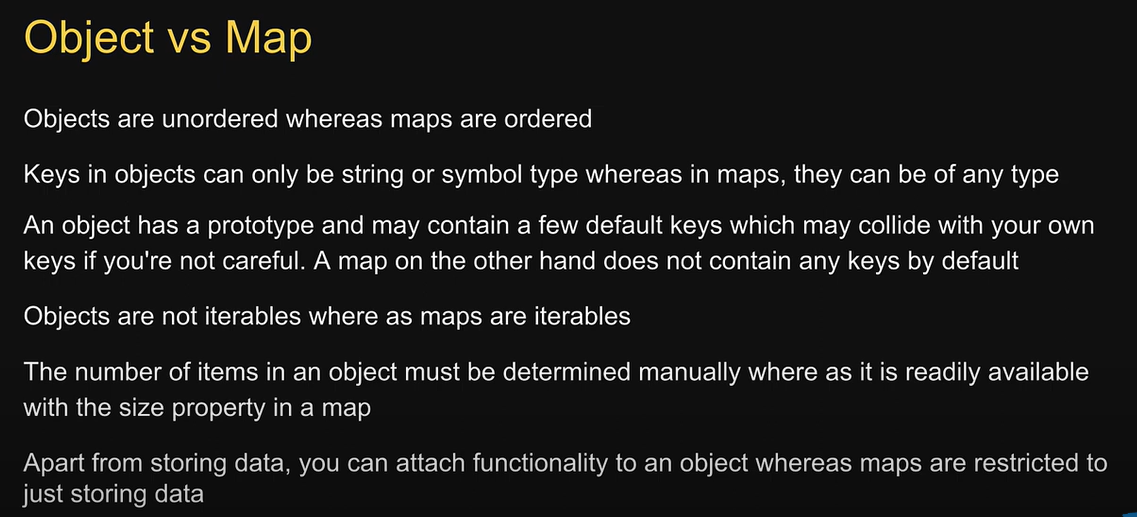 Object vs Map
Objects are unordered whereas maps are ordered
Keys in objects can only be string or symbol type whereas in maps, they can be of any type
An object has a prototype and may contain a few default keys which may collide with your own
keys if you're not careful. A map on the other hand does not contain any keys by default
Objects are not iterables where as maps are iterables
The number of items in an object must be determined manually where as it is readily available
with the size property in a map
Apart from storing data, you can attach functionality to an object whereas maps are restricted to
just storing data